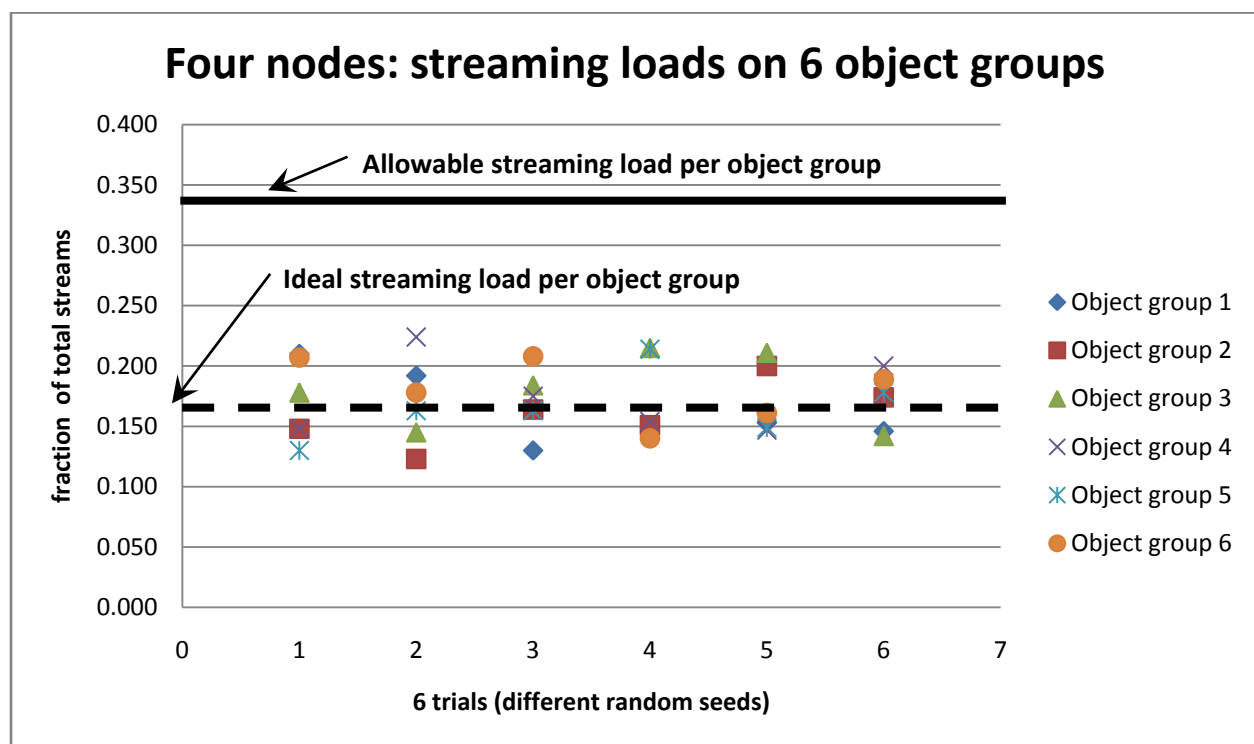 Four nodes: streaming loads on 6 object groups
0.400
0.350
0.300
0.250
0.200
0.150
0.100
0.050
0.000
fraction of total streams
Allowable streaming load per object group
Ideal streaming load per object group
Object group 1
Object group 2
Object group 3
Object group 4
Object group 5
Object group 6
0 1 2 3 4 5 6 7
6 trials (different random seeds)